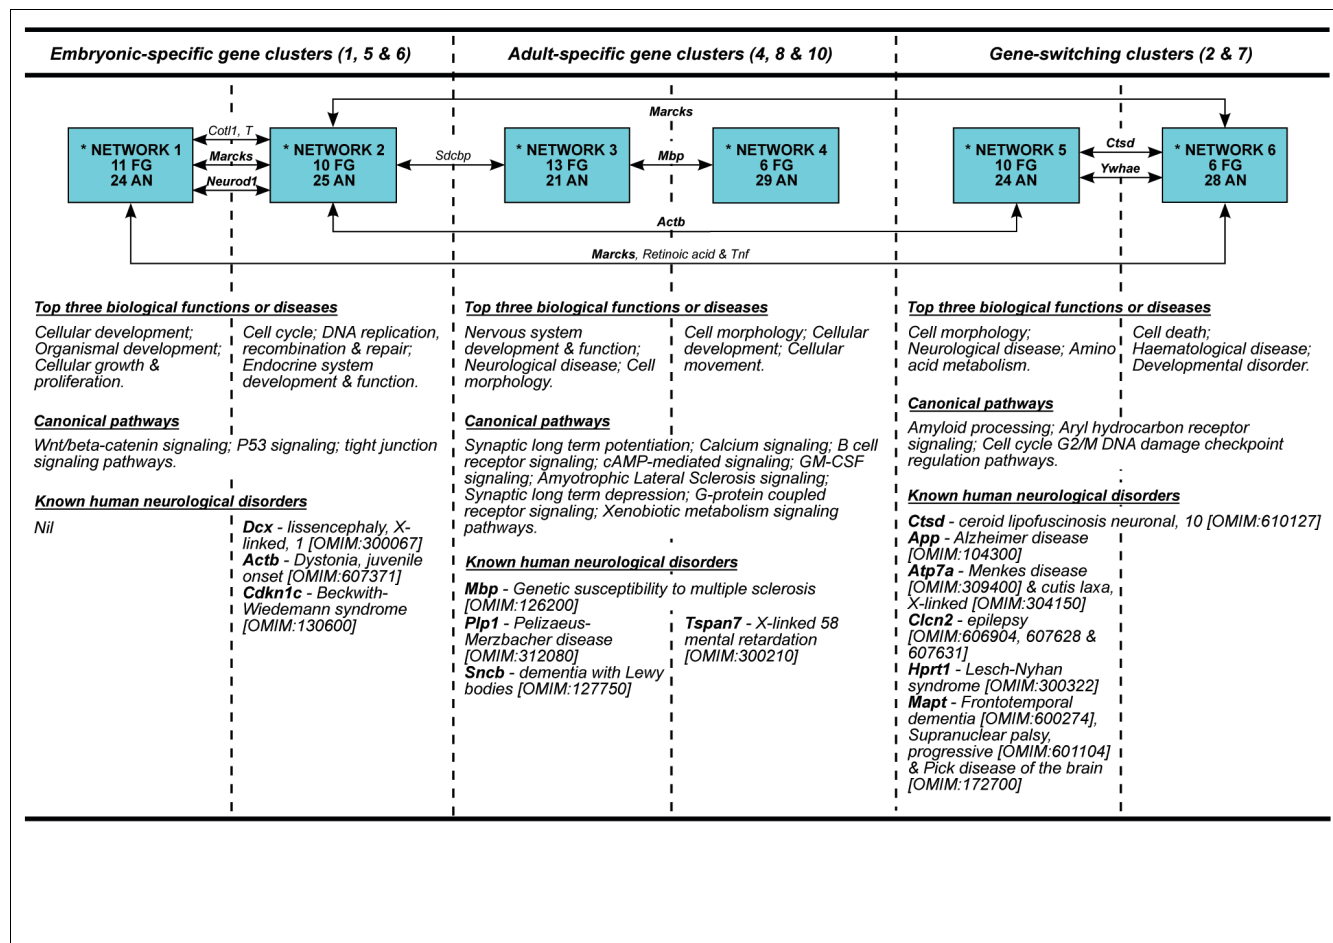 Embryonic-specific gene clusters (1, 5 & 6)
Adult-specific gene clusters (4, 8 & 10)
Gene-switching clusters (2 & 7)
Marcks
* NETWORK 1
11 FG
24 AN
Cotl1, T
Marcks
Neurod1
* NETWORK 2
10 FG
25 AN
Sdcbp
* NETWORK 3
13 FG
21 AN
Mbp
* NETWORK 4
6 FG
29 AN
* NETWORK 5
10 FG
24 AN
Ctsd
Ywhae
* NETWORK 6
6 FG
28 AN
Actb
Marcks, Retinoic acid & Tnf
Top three biological functions or diseases
Cellular development;
Organismal development;
Cellular growth &
proliferation.
Cell cycle; DNA replication,
recombination & repair;
Endocrine system
development & function.
Canonical pathways
Wnt/beta-catenin signaling; P53 signaling; tight junction
signaling pathways.
Known human neurological disorders
Nil
Dcx - lissencephaly, X-
linked, 1 [OMIM:300067]
Actb - Dystonia, juvenile
onset [OMIM:607371]
Cdkn1c - Beckwith-
Wiedemann syndrome
[OMIM:130600]
Top three biological functions or diseases
Nervous system
development & function;
Neurological disease; Cell
morphology.
Cell morphology; Cellular
development; Cellular
movement.
Canonical pathways
Synaptic long term potentiation; Calcium signaling; B cell
receptor signaling; cAMP-mediated signaling; GM-CSF
signaling; Amyotrophic Lateral Sclerosis signaling;
Synaptic long term depression; G-protein coupled
receptor signaling; Xenobiotic metabolism signaling
pathways.
Known human neurological disorders
Mbp - Genetic susceptibility to multiple sclerosis
[OMIM:126200]
Plp1 - Pelizaeus-
Merzbacher disease
[OMIM:312080]
Sncb - dementia with Lewy
bodies [OMIM:127750]
Tspan7 - X-linked 58
mental retardation
[OMIM:300210]
Top three biological functions or diseases
Cell morphology;
Neurological disease; Amino
acid metabolism.
Cell death;
Haematological disease;
Developmental disorder.
Canonical pathways
Amyloid processing; Aryl hydrocarbon receptor
signaling; Cell cycle G2/M DNA damage checkpoint
regulation pathways.
Known human neurological disorders
Ctsd - ceroid lipofuscinosis neuronal, 10 [OMIM:610127]
App - Alzheimer disease
[OMIM:104300]
Atp7a - Menkes disease
[OMIM:309400] & cutis laxa,
X-linked [OMIM:304150]
Clcn2 - epilepsy
[OMIM:606904, 607628 &
607631]
Hprt1 - Lesch-Nyhan
syndrome [OMIM:300322]
Mapt - Frontotemporal
dementia [OMIM:600274],
Supranuclear palsy,
progressive [OMIM:601104]
& Pick disease of the brain
[OMIM:172700]